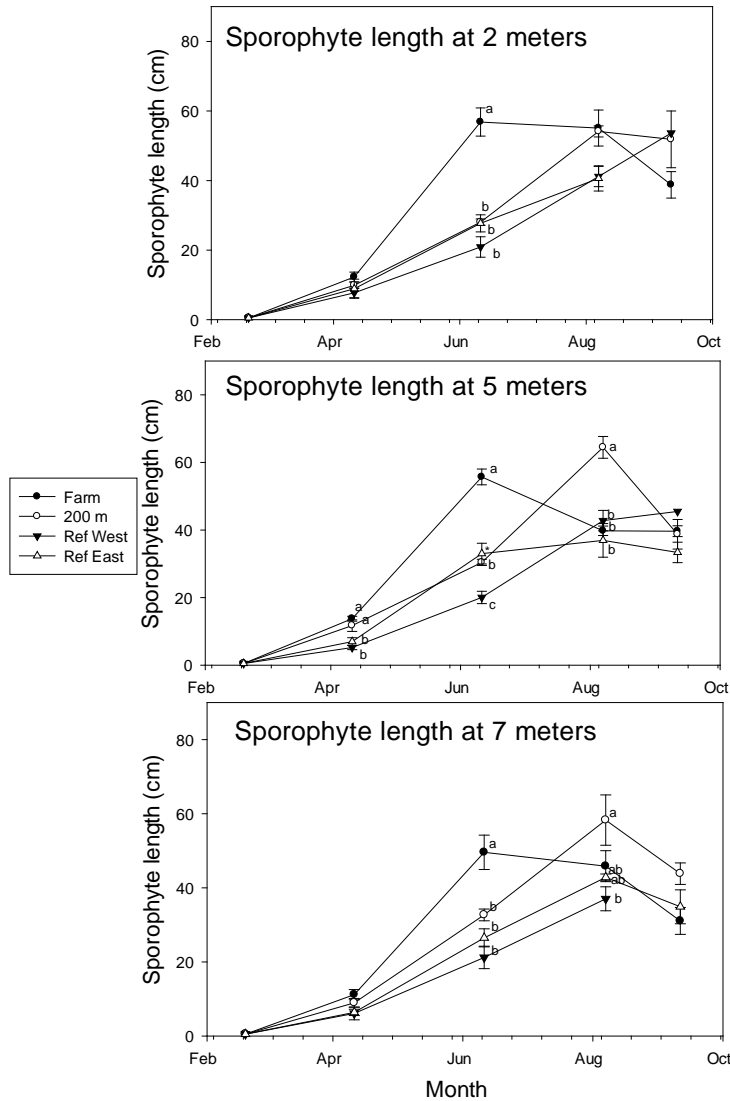 Sporophyte length at 2 meters
Sporophyte length (cm)
80
60
40
20
0
a
b
b
b
Feb
Apr
Jun
Aug
Oct
Sporophyte length at 5 meters
Sporophyte length (cm)
80
60
40
20
0
a
a
b
b
a
*
b
c
a
b
b
b
Feb
Apr
Jun
Aug
Oct
Farm
200 m
Ref West
Ref East
Sporophyte length at 7 meters
Sporophyte length (cm)
80
60
40
20
0
a
b
b
b
a
ab
ab
b
Feb
Apr
Jun
Aug
Oct
Month